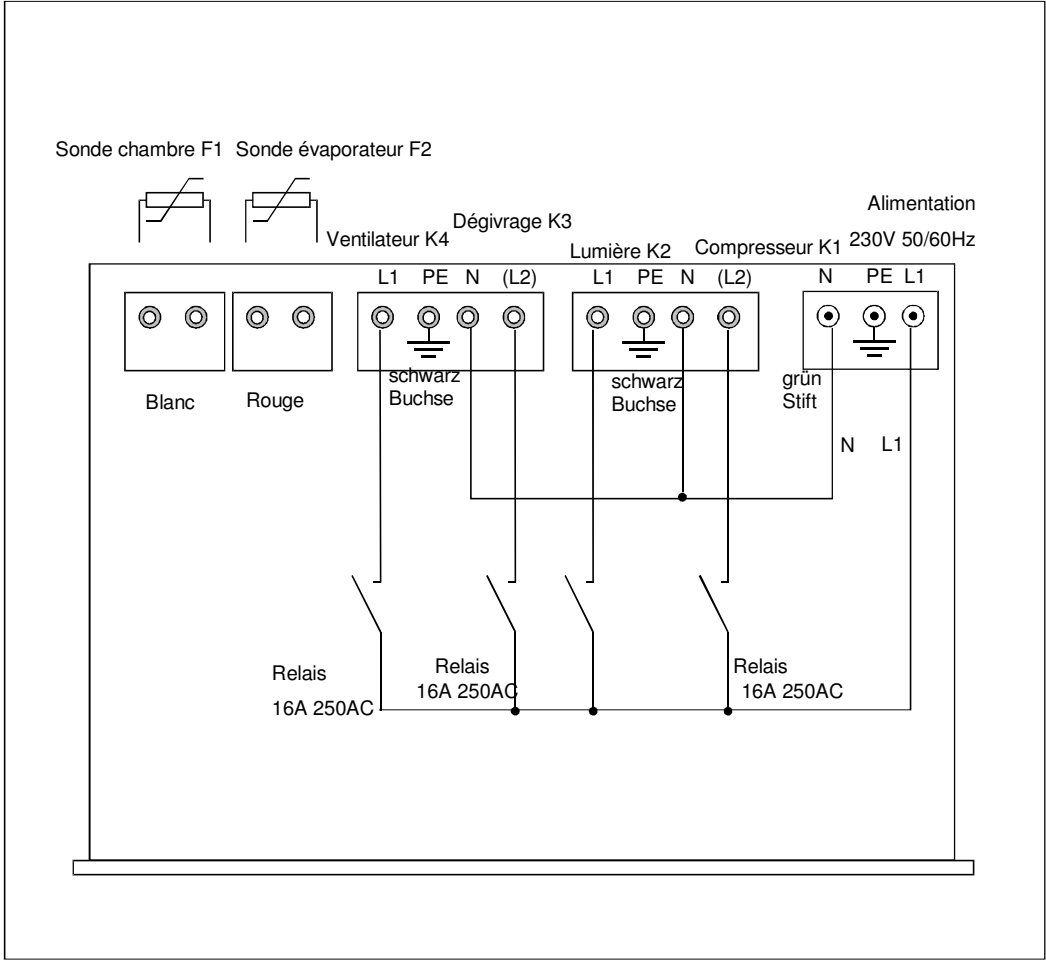 Sonde chambre F1 Sonde évaporateur F2
Ventilateur K4
Dégivrage K3
Lumière K2
Compresseur K1
Alimentation
230V 50/60Hz
L1 PE N (L2)
L1 PE N (L2)
N PE L1
Blanc
Rouge
schwarz
Buchse
schwarz
Buchse
grün
Stift
N L1
Relais
16A 250AC
Relais
16A 250AC
Relais
16A 250AC